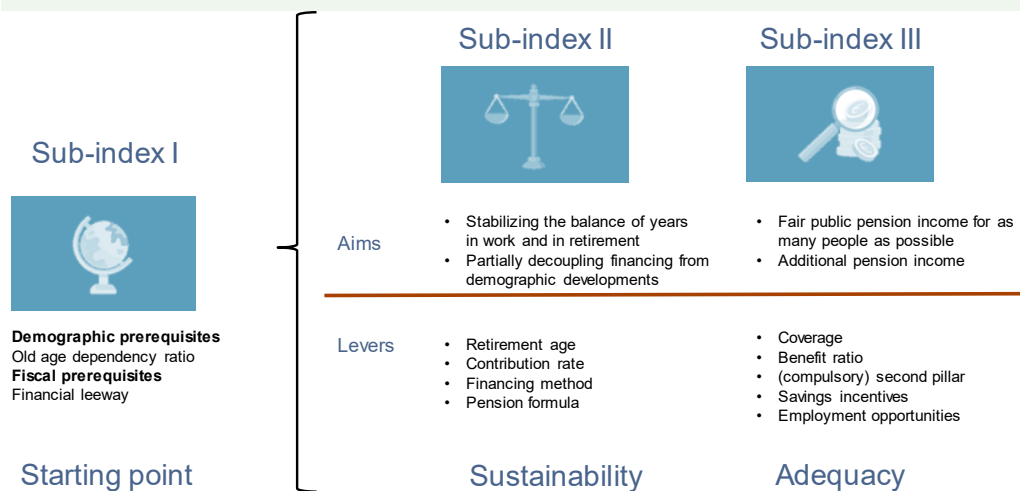 Sub-index I
Demographic prerequisites
Old age dependency ratio
Fiscal prerequisites
Financial leeway
Starting point
Sub-index II
Sub-index III
Aims
• Stabilizing the balance of years
in work and in retirement
• Partially decoupling financing from
demographic developments
• Fair public pension income for as
many people as possible
• Additional pension income
Levers
• Retirement age
• Contribution rate
• Financing method
• Pension formula
• Coverage
• Benefit ratio
• (compulsory) second pillar
• Savings incentives
• Employment opportunities
Sustainability
Adequacy